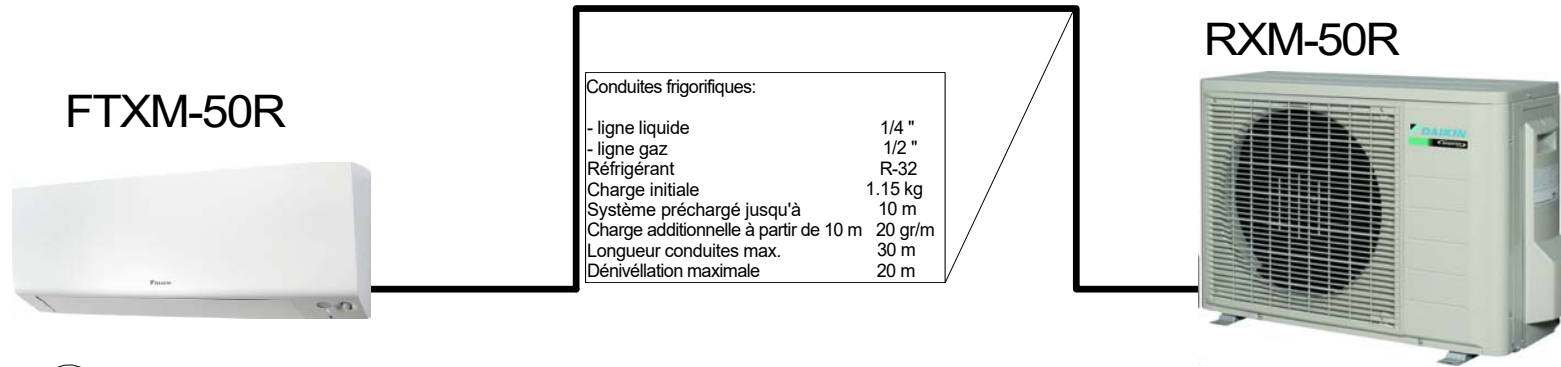 FTXM-50R
RXM-50R
Conduites frigorifiques:
- ligne liquide 1/4 "
- ligne gaz 1/2 "
Réfrigérant R-32
Charge initiale 1.15 kg
Système préchargé jusqu'à 10 m
Charge additionnelle à partir de 10 m 20 gr/m
Longueur conduites max. 30 m
Dénivéllation maximale 20 m
DAIKIN
DAIKIN